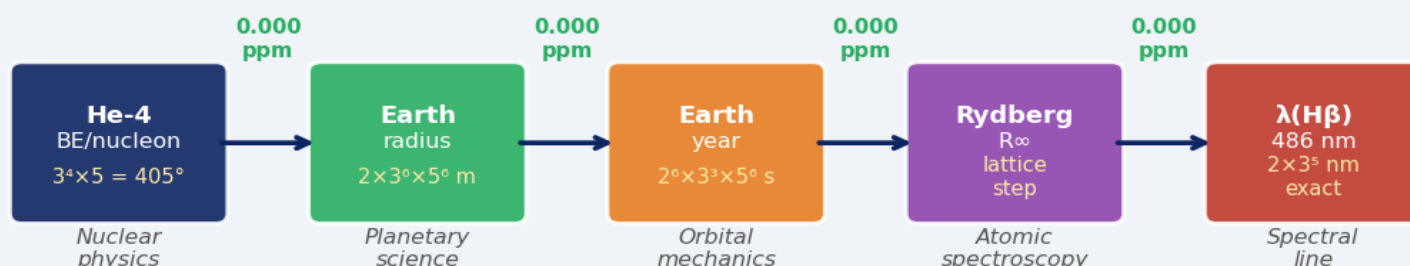 0.000
ppm
0.000
ppm
0.000
ppm
0.000
ppm
He-4
BE/nucleon
3⁴×5 = 405°
Earth
radius
2×3⁶×5⁶ m
Earth
year
2⁶×3³×5⁶ s
Rydberg
R∞
lattice
step
λ(Hβ)
486 nm
2×3⁵ nm
exact
Nuclear
physics
Planetary
science
Orbital
mechanics
Atomic
spectroscopy
Spectral
line